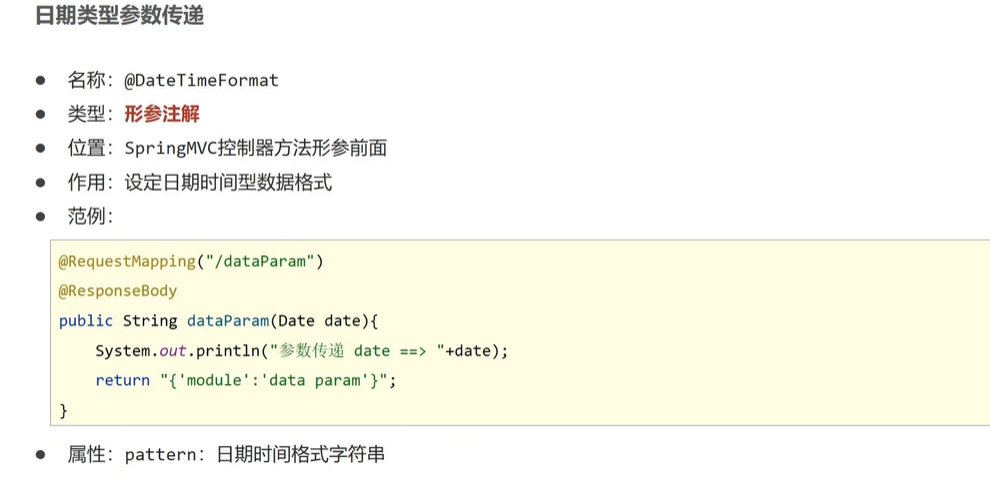 日期类型参数传递
● 名称：@DateTimeFormat
● 类型：形参注解
● 位置：SpringMVC控制器方法形参前面
● 作用：设定日期时间型数据格式
● 范例：
@RequestMapping("/dataParam")
@ResponseBody
public String dataParam(Date date){
    System.out.println("参数传递 date ==> "+date);
    return "{'module':'data param'}";
}
● 属性：pattern：日期时间格式字符串